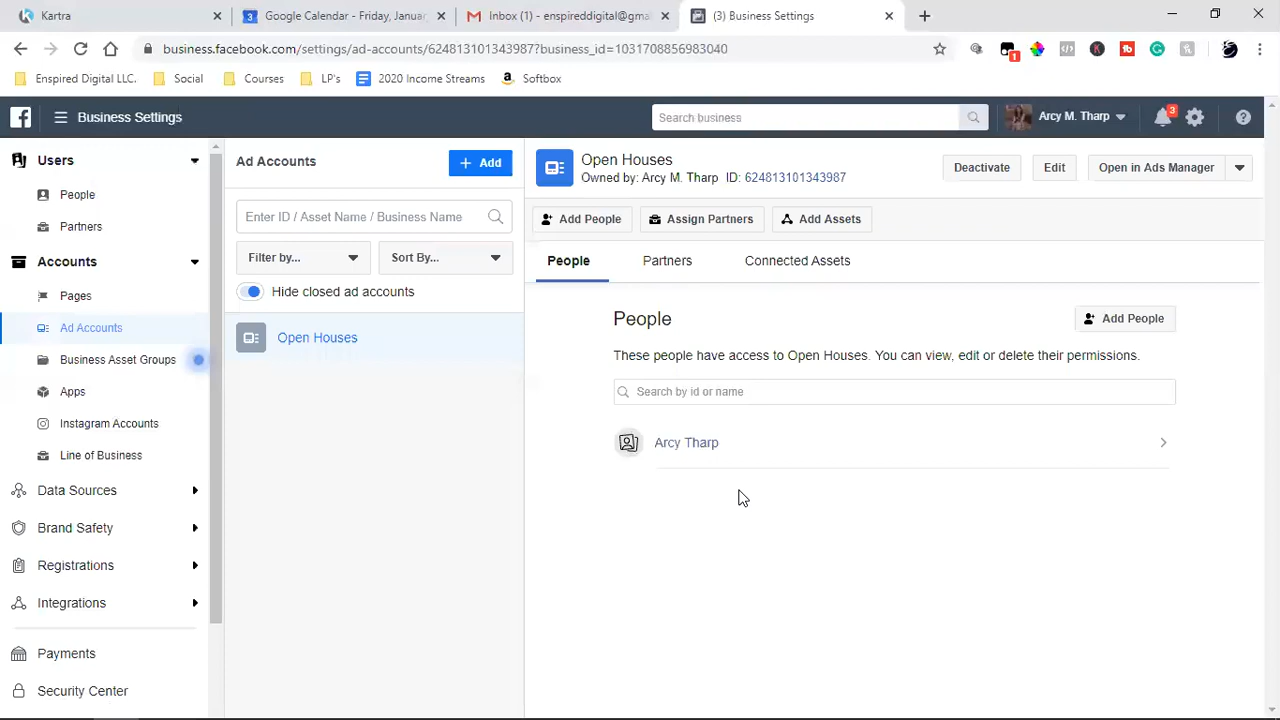 Kartra
Google Calendar - Friday, Januar
Inbox (1) - enspireddigital@gma
(3) Business Settings
business.facebook.com/settings/ad-accounts/624813101343987?business_id=1031708856983040
1
Enspired Digital LLC.
Social
Courses
LP's
2020 Income Streams
Softbox
Business Settings
Search business
Arcy M. Tharp
3
Users
People
Partners
Accounts
Pages
Ad Accounts
Business Asset Groups
Apps
Instagram Accounts
Line of Business
Data Sources
Brand Safety
Registrations
Integrations
Payments
Security Center
Ad Accounts
+ Add
Enter ID / Asset Name / Business Name
Filter by...
Sort By...
Hide closed ad accounts
Open Houses
Open Houses
Owned by: Arcy M. Tharp ID: 624813101343987
Deactivate
Edit
Open in Ads Manager
Add People
Assign Partners
Add Assets
People
Partners
Connected Assets
People
Add People
These people have access to Open Houses. You can view, edit or delete their permissions.
Search by id or name
Arcy Tharp